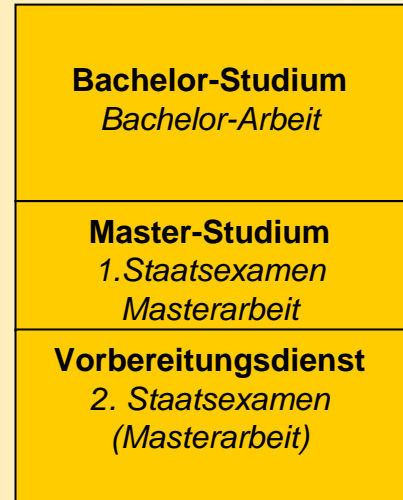 Bachelor-Studium
Bachelor-Arbeit
Master-Studium
1.Staatsexamen
Masterarbeit
Vorbereitungsdienst
2. Staatsexamen
(Masterarbeit)